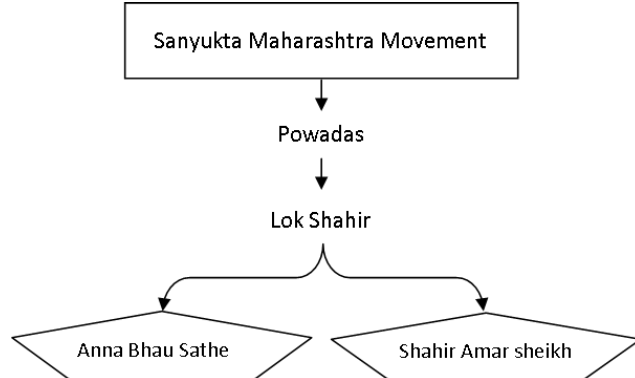 Sanyukta Maharashtra Movement
Powadas
Lok Shahir
Anna Bhau Sathe
Shahir Amar sheikh